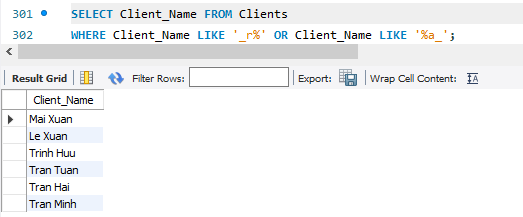 301 SELECT Client_Name FROM Clients
302 WHERE Client_Name LIKE '_r%' OR Client_Name LIKE '%a_';
Result Grid Filter Rows: Export: Wrap Cell Content:
Client_Name
Mai Xuan
Le Xuan
Trinh Huu
Tran Tuan
Tran Hai
Tran Minh